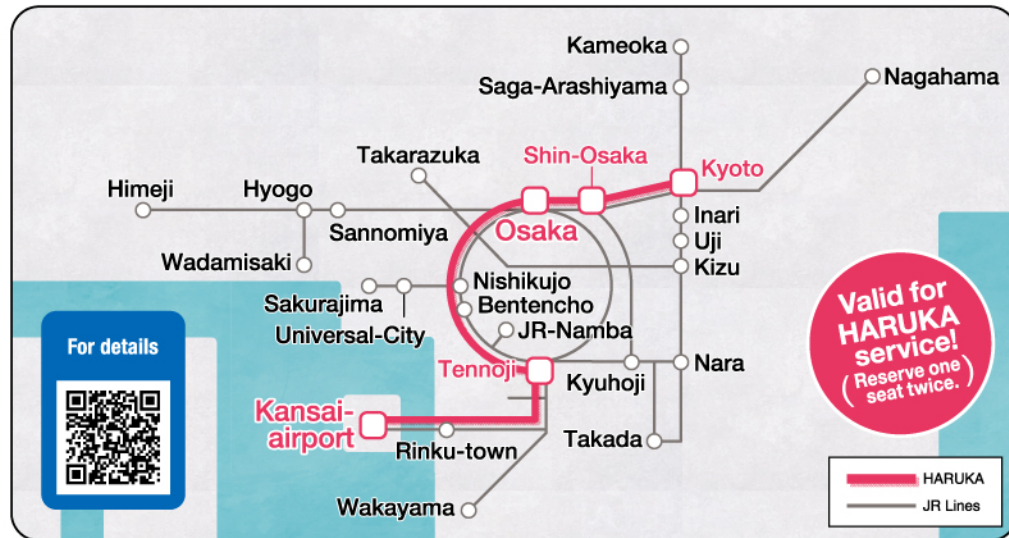 Kameoka
Saga-Arashiyama
Nagahama
Takarazuka
Shin-Osaka
Kyoto
Himeji
Hyogo
Sannomiya
Osaka
Inari
Uji
Kizu
Wadamisaki
Sakurajima
Nishikujo
Universal-City
Bentencho
JR-Namba
Tennoji
Kyuhoji
Nara
Kansai-
airport
Rinku-town
Takada
Wakayama
For details
Valid for
HARUKA
service!
(Reserve one
seat twice.)
HARUKA
JR Lines